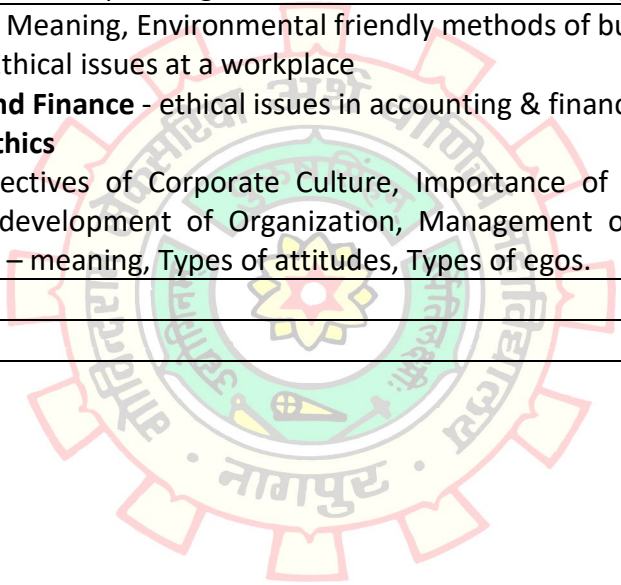 Meaning, Environmental friendly methods of bu
thical issues at a workplace
nd Finance - ethical issues in accounting & financ
thics
ectives of Corporate Culture, Importance of
development of Organization, Management o
– meaning, Types of attitudes, Types of egos.
नागपुर